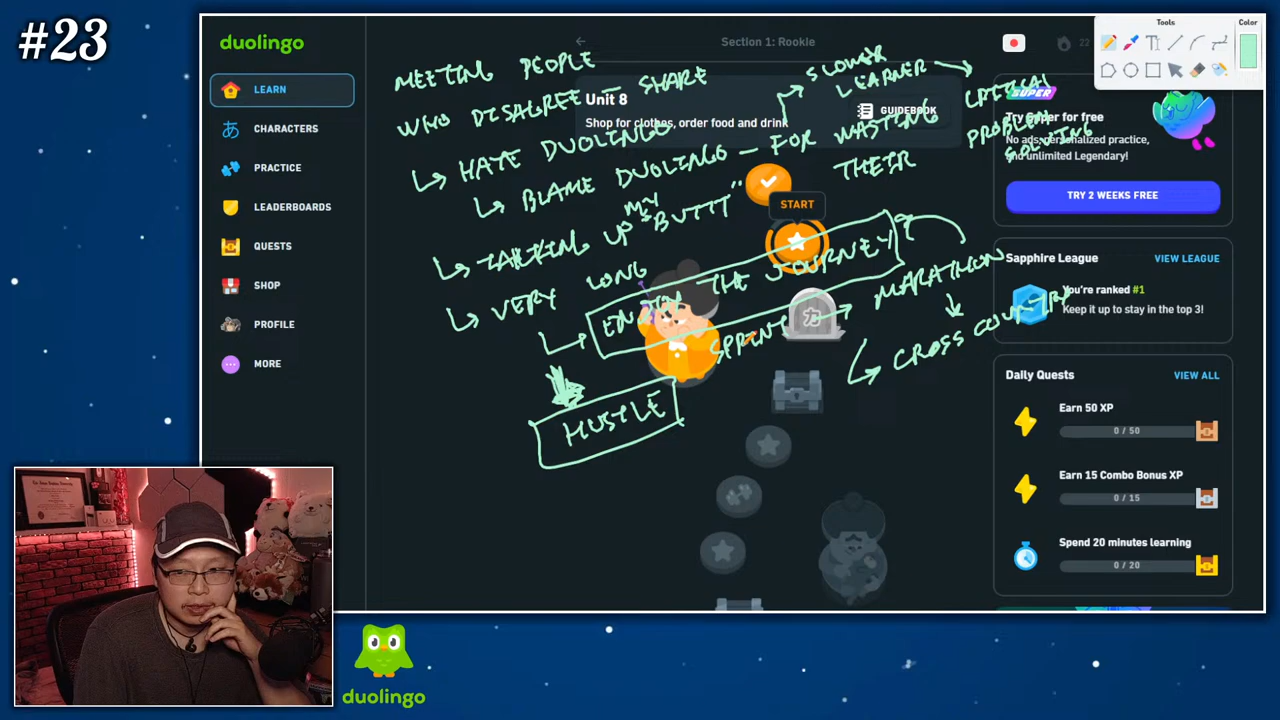 #23
duolingo
LEARN
CHARACTERS
PRACTICE
LEADERBOARDS
QUESTS
SHOP
PROFILE
MORE
Section 1: Rookie
22
Unit 8
Shop for clothes, order food and drink
GUIDEBOOK
START
MEETING PEOPLE
WHO DISAGREE - SHARE
HATE DUOLINGO
BLAME DUOLINGO - FOR WASTING
THEIR
SLOWER
LEARNER
CRITICAL
PROBLEM
SOLVING
TALKING UP MY "BUTTT"
VERY LONG
ENJOY THE JOURNEY
SPRINT
MARATHON
CROSS COUNTRY
HUSTLE
カ
Tools
Color
SUPER
Try Super for free
No ads, personalized practice,
and unlimited Legendary!
TRY 2 WEEKS FREE
Sapphire League
VIEW LEAGUE
You're ranked #1
Keep it up to stay in the top 3!
Daily Quests
VIEW ALL
Earn 50 XP
0 / 50
Earn 15 Combo Bonus XP
0 / 15
Spend 20 minutes learning
0 / 20
duolingo